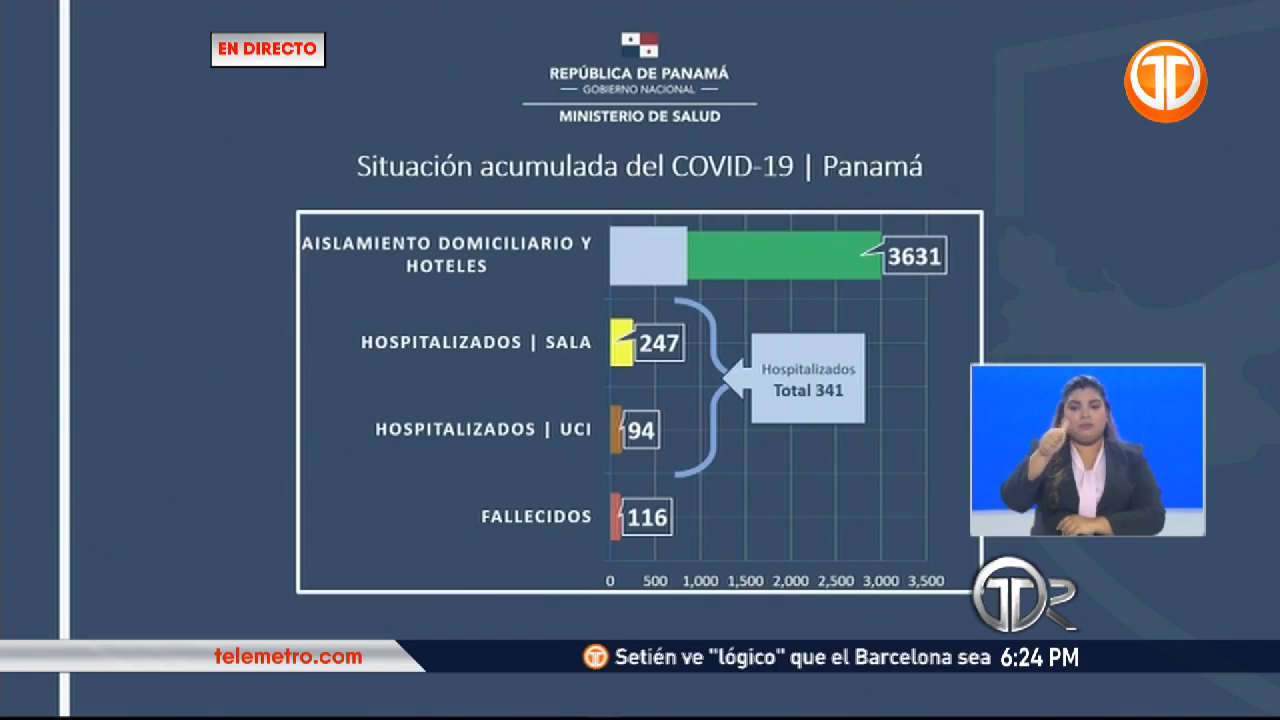 EN DIRECTO
REPÚBLICA DE PANAMÁ
GOBIERNO NACIONAL
MINISTERIO DE SALUD
Situación acumulada del COVID-19 | Panamá
AISLAMIENTO DOMICILIARIO Y
HOTELES
3631
HOSPITALIZADOS | SALA
247
Hospitalizados
Total 341
HOSPITALIZADOS | UCI
94
FALLECIDOS
116
0 500 1,000 1,500 2,000 2,500 3,000 3,500
telemetro.com
Setién ve "lógico" que el Barcelona sea 6:24 PM